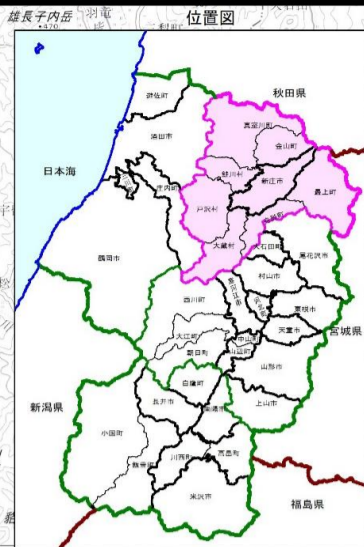 雄長子内岳
位置図
秋田県
遊佐町
真室川町
金山町
酒田市
日本海
鮭川村
新庄市
庄内町
最上町
戸沢村
舟形町
大蔵村
大石田町
尾花沢市
鶴岡市
村山市
西川町
寒河江市
河北町
東根市
大江町
天童市
宮城県
中山町
朝日町
山辺町
山形市
白鷹町
新潟県
長井市
南陽市
上山市
小国町
高畠町
川西町
飯豊町
米沢市
福島県